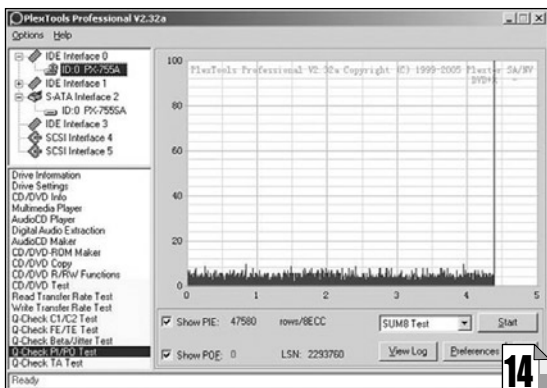 PlexTools Professional V2.32a
Options Help
IDE Interface 0
ID:0 PX-755A
IDE Interface 1
S-ATA Interface 2
ID:0 PX-755SA
IDE Interface 3
SCSI Interface 4
SCSI Interface 5
Drive Information
Drive Settings
CD/DVD Info
Multimedia Player
AudioCD Player
Digital Audio Extraction
AudioCD Maker
CD/DVD-ROM Maker
CD/DVD Copy
CD/DVD R/RW Functions
CD/DVD Test
Read Transfer Rate Test
Write Transfer Rate Test
Q-Check C1/C2 Test
Q-Check FE/TE Test
Q-Check Beta/Jitter Test
Q-Check PI/PO Test
Q-Check TA Test
PlexTools Professional V2.32a Copyright (C) 1999-2005 Plextor SA/NV
100
80
60
40
20
0 1 2 3 4 5
Show PIE: 47580 rows/8ECC SUM8 Test Start
Show POF: 0 LSN: 2293760 View Log Preferences
Ready
14